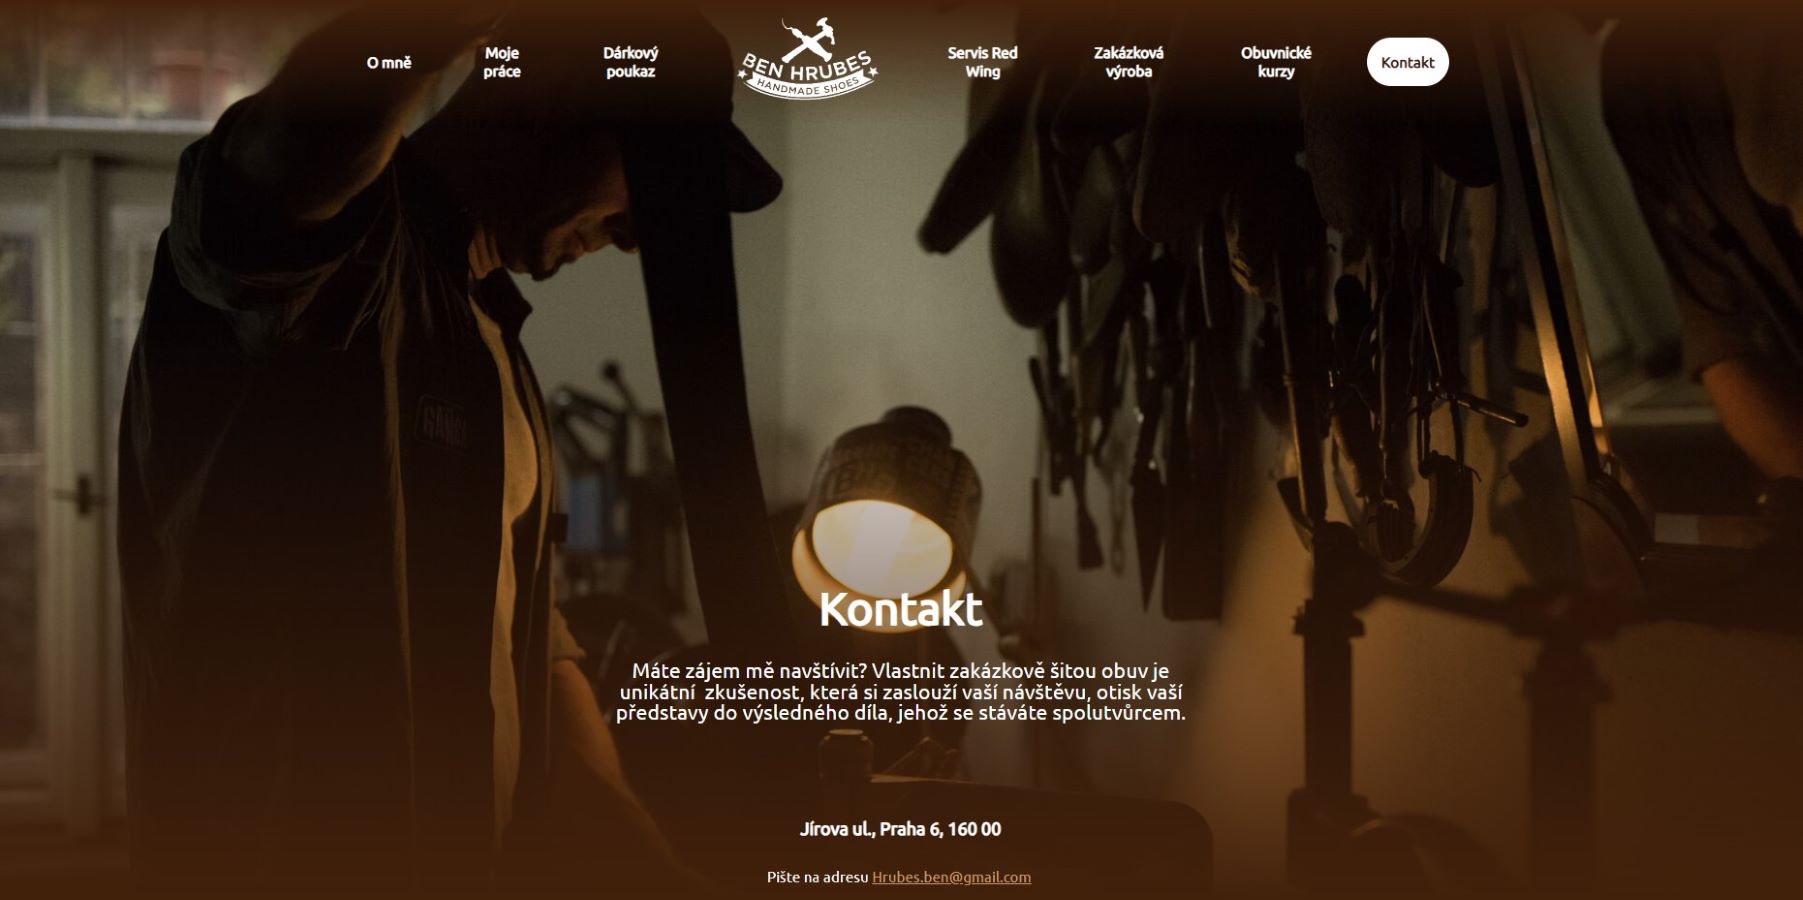 O mně
Moje
práce
Dárkový
poukaz
BEN HRUBES
HANDMADE SHOES
Servis Red
Wing
Zakázková
výroba
Obuvnické
kurzy
Kontakt
Kontakt
Máte zájem mě navštívit? Vlastnit zakázkově šitou obuv je
unikátní  zkušenost, která si zaslouží vaší návštěvu, otisk vaší
představy do výsledného díla, jehož se stáváte spolutvůrcem.
Jírova ul., Praha 6, 160 00
Pište na adresu Hrubes.ben@gmail.com